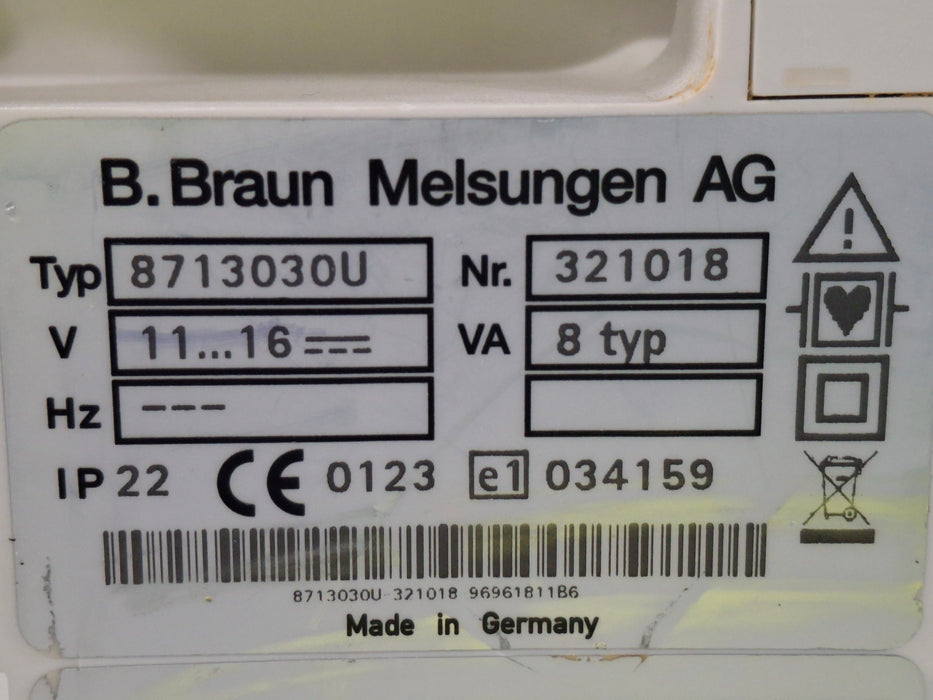 B. Braun Melsungen AG
Typ 8713030U Nr. 321018
V 11...16 VA 8 typ
Hz ---
IP 22 CE 0123 e1 034159
8713030U-321018 96961811B6
Made in Germany